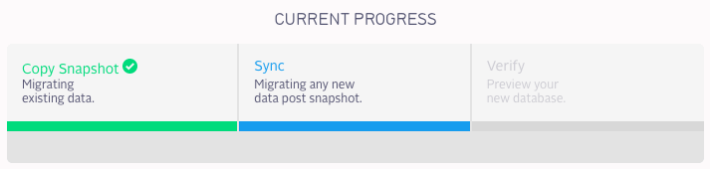 CURRENT PROGRESS
Copy Snapshot
Migrating
existing data.
Sync
Migrating any new
data post snapshot.
Verify
Preview your
new database.